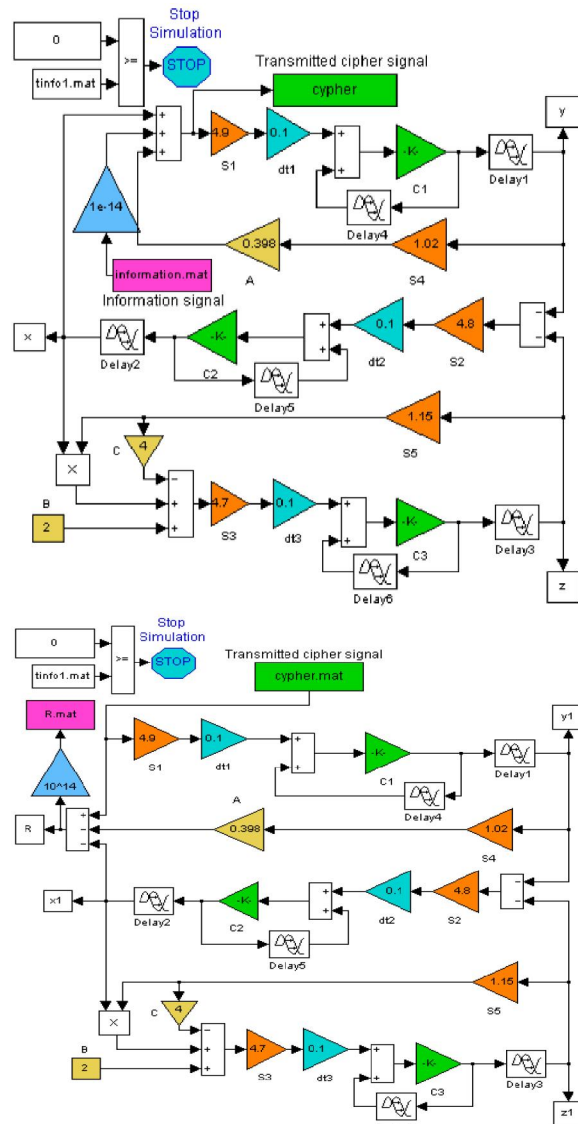 Stop
Simulation
0
tinfo1.mat
>=
STOP
Transmitted cipher signal
cypher
y
+
+
+
4.9
S1
0.1
dt1
+
+
-K-
C1
Delay1
Delay4
1e-14
0.398
A
1.02
S4
information.mat
Information signal
x
Delay2
-K-
C2
Delay5
+
+
0.1
dt2
4.8
S2
−
−
1.15
S5
C
4
×
B
2
−
+
+
4.7
S3
0.1
dt3
+
+
-K-
C3
Delay3
Delay6
z
Stop
Simulation
0
tinfo1.mat
>=
STOP
Transmitted cipher signal
cypher.mat
R.mat
y1
4.9
S1
0.1
dt1
+
+
-K-
C1
Delay1
Delay4
10^14
A
0.398
1.02
S4
R
+
−
−
x1
Delay2
-K-
C2
Delay5
+
+
0.1
dt2
4.8
S2
−
−
1.15
S5
C
4
×
B
2
−
+
+
4.7
S3
0.1
dt3
+
+
-K-
C3
Delay3
z1